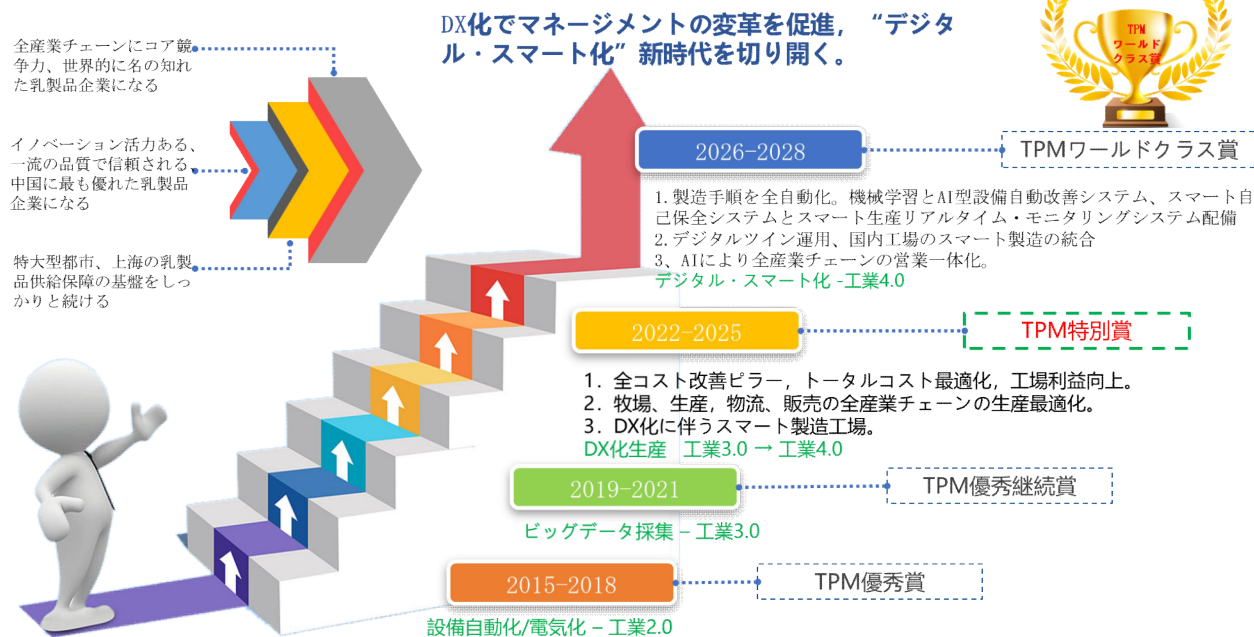 DX化でマネージメントの変革を促進，“デジタ
ル・スマート化”新時代を切り開く。
TPM
ワールド
クラス賞
全産業チェーンにコア競
争力、世界的に名の知れ
た乳製品企業になる
イノベーション活力ある、
一流の品質で信頼される、
中国に最も優れた乳製品
企業になる
特大型都市、上海の乳製
品供給保障の基盤をしっ
かりと続ける
2026−2028
TPMワールドクラス賞
1.製造手順を全自動化。機械学習とAI型設備自動改善システム、スマート自
己保全システムとスマート生産リアルタイム・モニタリングシステム配備
2.デジタルツイン運用、国内工場のスマート製造の統合
3、AIにより全産業チェーンの営業一体化。
デジタル・スマート化 -工業4.0
2022−2025
TPM特別賞
1. 全コスト改善ピラー，トータルコスト最適化，工場利益向上。
2. 牧場、生産，物流、販売の全産業チェーンの生産最適化。
3. DX化に伴うスマート製造工場。
DX化生産　工業3.0 → 工業4.0
2019−2021
TPM優秀継続賞
ビッグデータ採集 – 工業3.0
2015−2018
TPM優秀賞
設備自動化/電気化 – 工業2.0